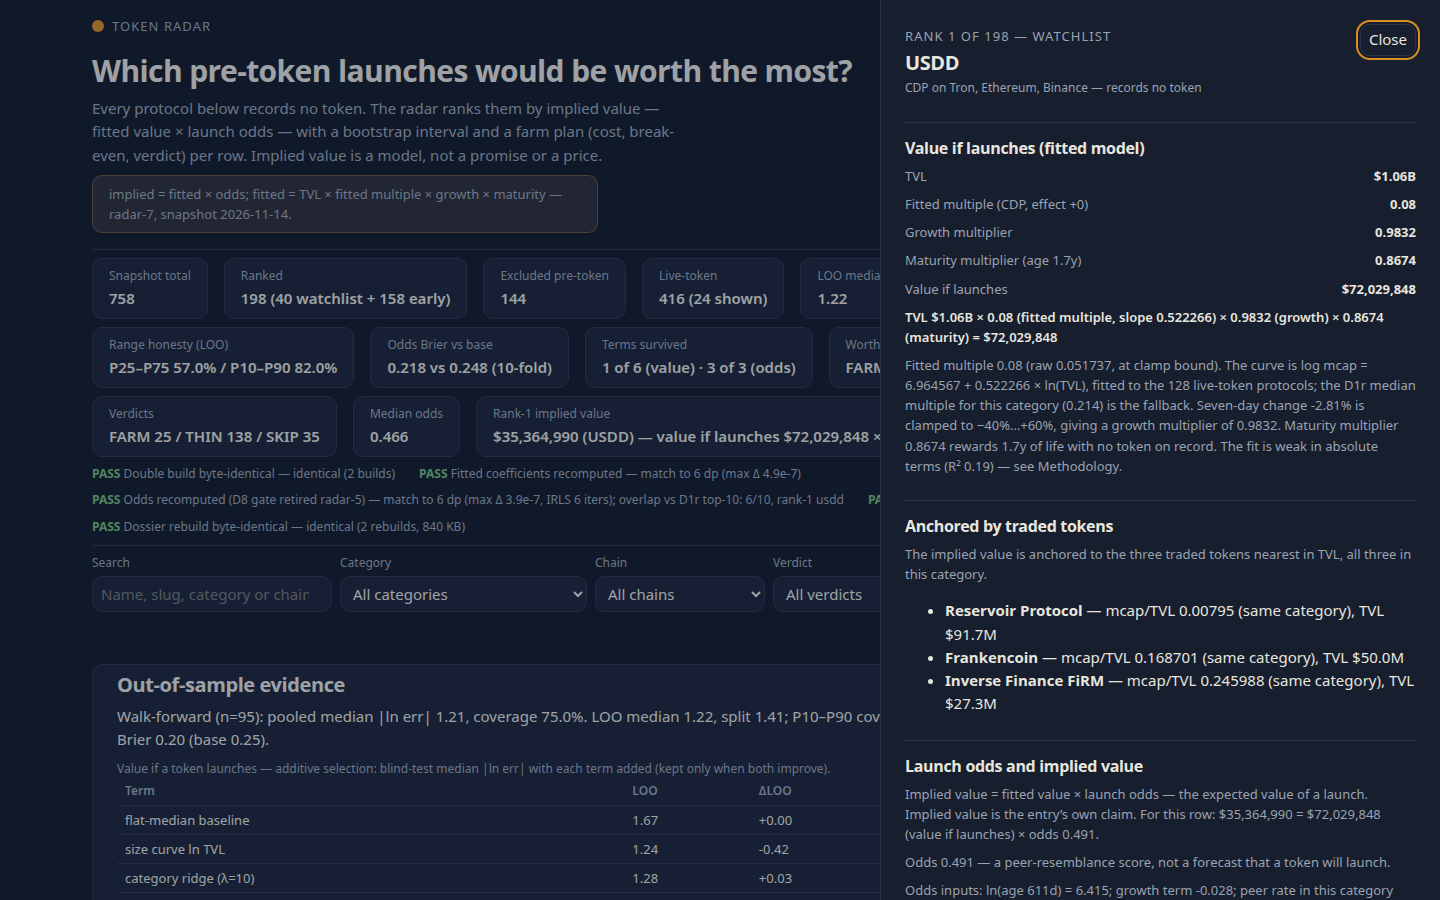 TOKEN RADAR
Which pre-token launches would be worth the most?
Every protocol below records no token. The radar ranks them by implied value —
fitted value × launch odds — with a bootstrap interval and a farm plan (cost, break-
even, verdict) per row. Implied value is a model, not a promise or a price.
implied = fitted × odds; fitted = TVL × fitted multiple × growth × maturity —
radar-7, snapshot 2026-11-14.
Snapshot total
758
Ranked
198 (40 watchlist + 158 early)
Excluded pre-token
144
Live-token
416 (24 shown)
LOO media
1.22
Range honesty (LOO)
P25–P75 57.0% / P10–P90 82.0%
Odds Brier vs base
0.218 vs 0.248 (10-fold)
Terms survived
1 of 6 (value) · 3 of 3 (odds)
Worth
FARM
Verdicts
FARM 25 / THIN 138 / SKIP 35
Median odds
0.466
Rank-1 implied value
$35,364,990 (USDD) — value if launches $72,029,848 ×
PASS Double build byte-identical — identical (2 builds)
PASS Fitted coefficients recomputed — match to 6 dp (max Δ 4.9e-7)
PASS Odds recomputed (D8 gate retired radar-5) — match to 6 dp (max Δ 3.9e-7, IRLS 6 iters); overlap vs D1r top-10: 6/10, rank-1 usdd
PA
PASS Dossier rebuild byte-identical — identical (2 rebuilds, 840 KB)
Search
Category
Chain
Verdict
Name, slug, category or chain
All categories
All chains
All verdicts
Out-of-sample evidence
Walk-forward (n=95): pooled median |ln err| 1.21, coverage 75.0%. LOO median 1.22, split 1.41; P10–P90 cov
Brier 0.20 (base 0.25).
Value if a token launches — additive selection: blind-test median |ln err| with each term added (kept only when both improve).
Term LOO ΔLOO
flat-median baseline 1.67 +0.00
size curve ln TVL 1.24 -0.42
category ridge (λ=10) 1.28 +0.03
RANK 1 OF 198 — WATCHLIST
Close
USDD
CDP on Tron, Ethereum, Binance — records no token
Value if launches (fitted model)
TVL $1.06B
Fitted multiple (CDP, effect +0) 0.08
Growth multiplier 0.9832
Maturity multiplier (age 1.7y) 0.8674
Value if launches $72,029,848
TVL $1.06B × 0.08 (fitted multiple, slope 0.522266) × 0.9832 (growth) × 0.8674
(maturity) = $72,029,848
Fitted multiple 0.08 (raw 0.051737, at clamp bound). The curve is log mcap =
6.964567 + 0.522266 × ln(TVL), fitted to the 128 live-token protocols; the D1r median
multiple for this category (0.214) is the fallback. Seven-day change -2.81% is
clamped to −40%…+60%, giving a growth multiplier of 0.9832. Maturity multiplier
0.8674 rewards 1.7y of life with no token on record. The fit is weak in absolute
terms (R² 0.19) — see Methodology.
Anchored by traded tokens
The implied value is anchored to the three traded tokens nearest in TVL, all three in
this category.
• Reservoir Protocol — mcap/TVL 0.00795 (same category), TVL
$91.7M
• Frankencoin — mcap/TVL 0.168701 (same category), TVL $50.0M
• Inverse Finance FiRM — mcap/TVL 0.245988 (same category), TVL
$27.3M
Launch odds and implied value
Implied value = fitted value × launch odds — the expected value of a launch.
Implied value is the entry’s own claim. For this row: $35,364,990 = $72,029,848
(value if launches) × odds 0.491.
Odds 0.491 — a peer-resemblance score, not a forecast that a token will launch.
Odds inputs: ln(age 611d) = 6.415; growth term -0.028; peer rate in this category